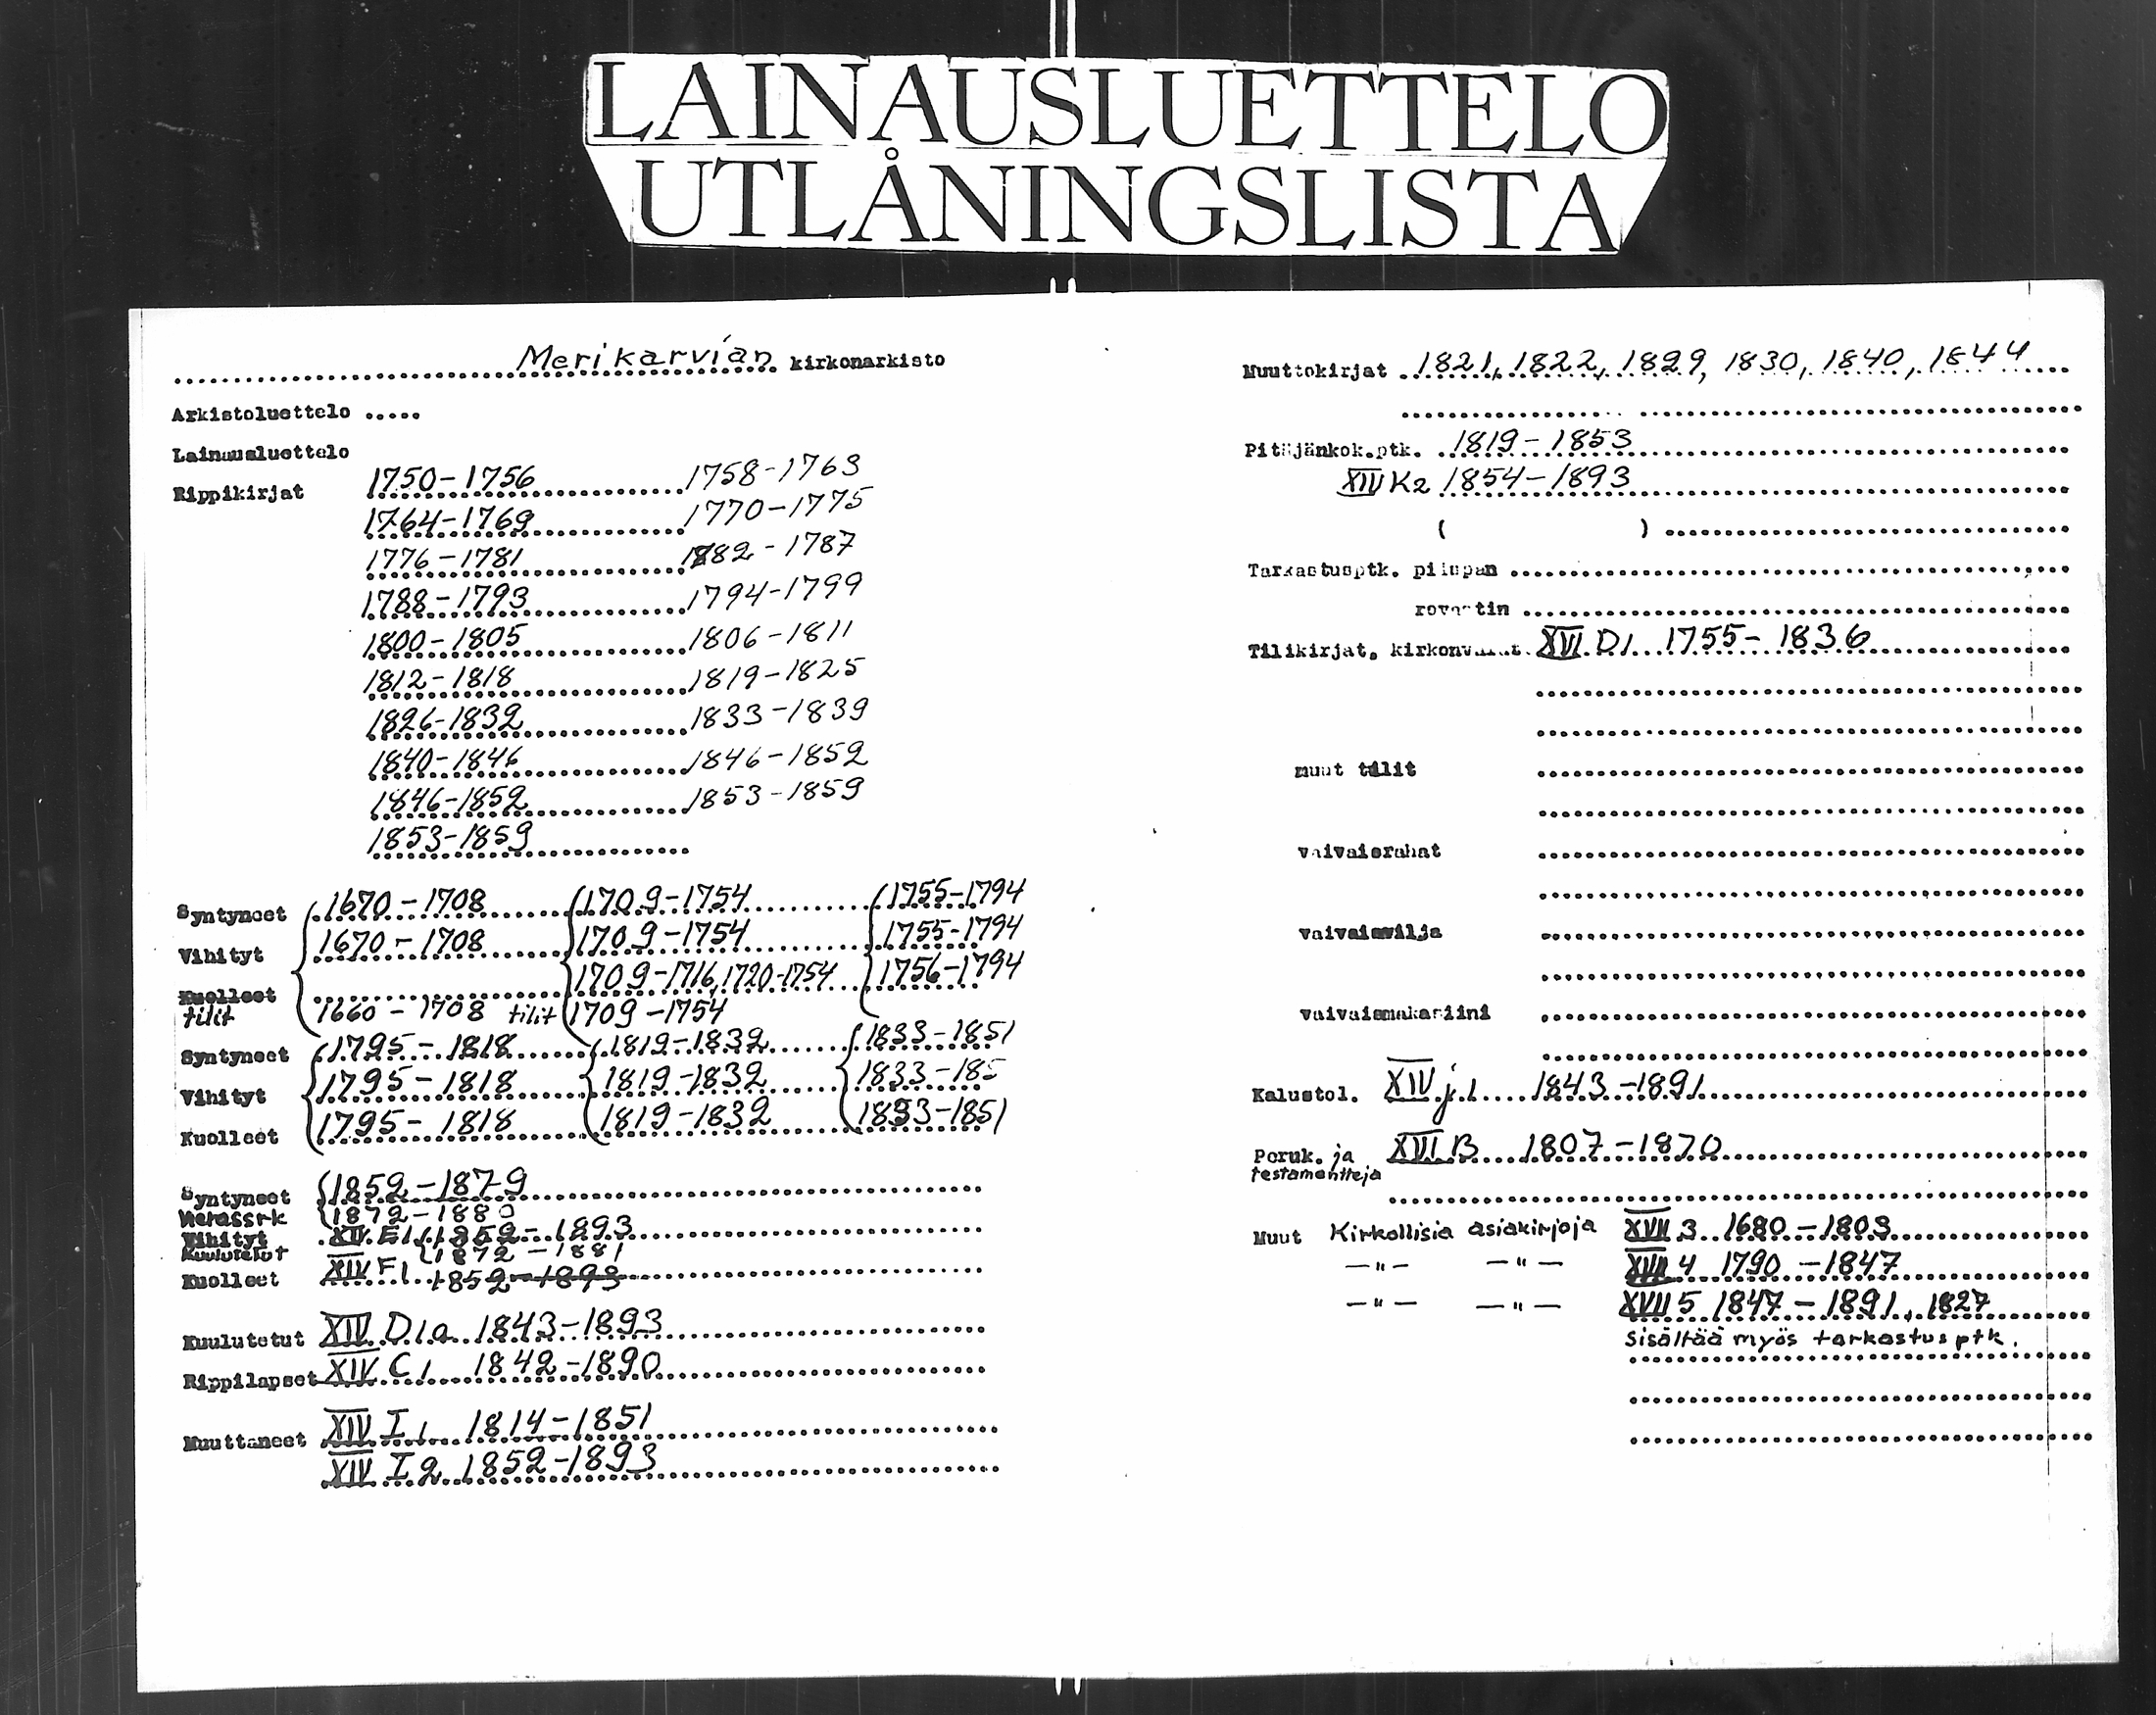 LAINAUSLUETTELO
UTLÅNINGSLISTA
Merikarvian kirkonarkisto
Arkistoluettelo .....
Lainausluettelo
Rippikirjat 1750-1756 1758-1763
1764-1769 1770-1775
1776-1781 1782-1787
1788-1793 1794-1799
1800-1805 1806-1811
1812-1818 1819-1825
1826-1832 1833-1839
1840-1846 1846-1852
1846-1852 1853-1859
1853-1859
Syntyneet 1670-1708 1709-1754 1755-1794
Vihityt 1670-1708 1709-1754 1755-1794
Kuolleet 1709-1716, 1720-1754 1756-1794
tilit 1660-1708 tilit 1709-1754
Syntyneet 1795-1818 1819-1832 1833-1851
Vihityt 1795-1818 1819-1832 1833-185
Kuolleet 1795-1818 1819-1832 1833-1851
Syntyneet 1852-1879
1872-1880
Vihityt XIV E1 1852-1893
Kuulutetut 1872-1881
Kuolleet XIV F1 1852-1893
Kuulutetut XIV D1a 1843-1893
Rippilapset XIV C1 1842-1890
Muuttaneet XIV I1 1814-1851
XIV I2 1852-1893
Muuttokirjat 1821, 1822, 1829, 1830, 1840, 1844
Pitäjänkok.ptk. 1819-1853
XIV K2 1854-1893
( )
Tarkastusptk. piispan
rovastin
Tilikirjat, XVI D1 1755-1836
muut tilit
vaivaisrahat
vaivaisvilja
vaivaismakasiini
Kalustol. XIV j.1 1843-1891
Peruk. ja XVI B 1807-1870
testamentteja
Muut Kirkollisia asiakirjoja XVII 3 1680-1803
-"- -"- XVII 4 1790-1847
-"- -"- XVII 5 1847-1891, 1827
sisältää myös tarkastusptk.